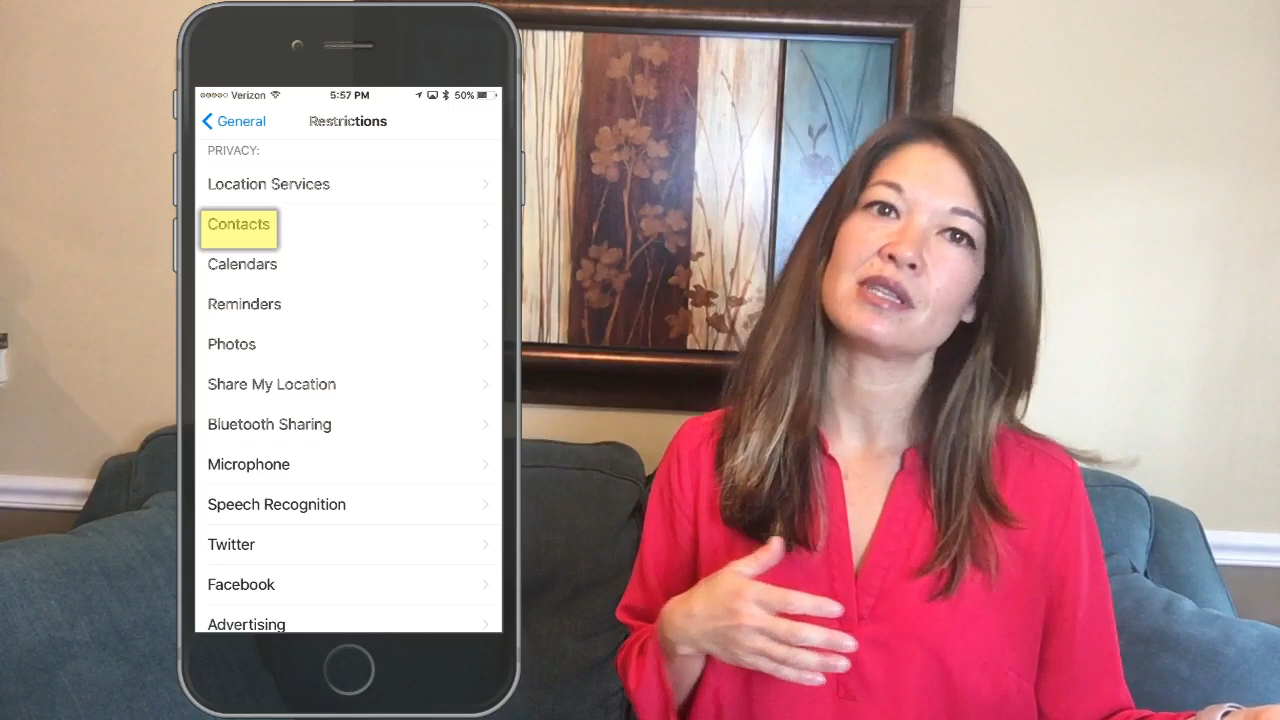 Verizon 5:57 PM 50%
General Restrictions
PRIVACY:
Location Services
Contacts
Calendars
Reminders
Photos
Share My Location
Bluetooth Sharing
Microphone
Speech Recognition
Twitter
Facebook
Advertising